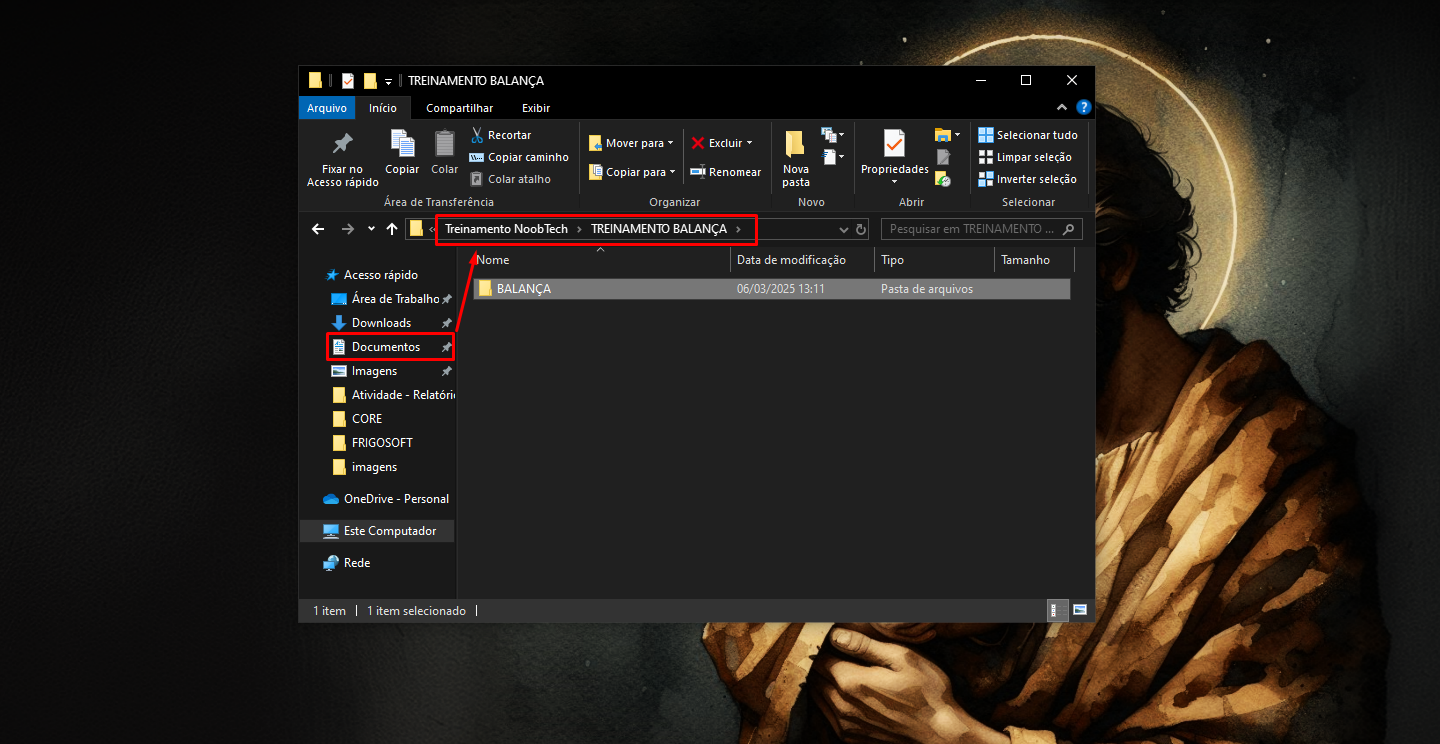 TREINAMENTO BALANÇA
Arquivo Início Compartilhar Exibir
Fixar no
Acesso rápido
Copiar
Colar
Recortar
Copiar caminho
Colar atalho
Área de Transferência
Mover para
Copiar para
Excluir
Renomear
Organizar
Nova
pasta
Novo
Propriedades
Abrir
Selecionar tudo
Limpar seleção
Inverter seleção
Selecionar
« Treinamento NoobTech > TREINAMENTO BALANÇA >
Pesquisar em TREINAMENTO ...
Nome Data de modificação Tipo Tamanho
BALANÇA 06/03/2025 13:11 Pasta de arquivos
Acesso rápido
Área de Trabalho
Downloads
Documentos
Imagens
Atividade - Relatóri
CORE
FRIGOSOFT
imagens
OneDrive - Personal
Este Computador
Rede
1 item 1 item selecionado